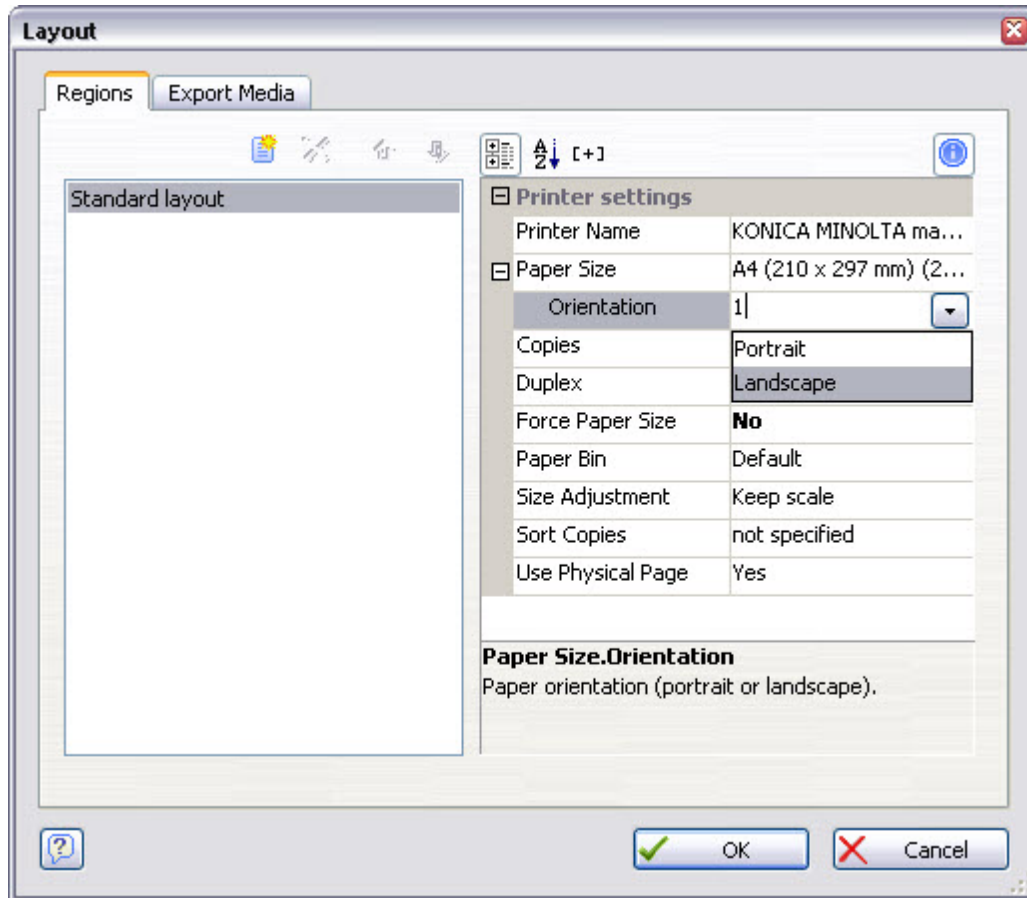 Layout
Regions
Export Media
A
Z
[+]
Standard layout
Printer settings
Printer Name
KONICA MINOLTA ma...
Paper Size
A4 (210 x 297 mm) (2...
Orientation
1
Copies
Portrait
Duplex
Landscape
Force Paper Size
No
Paper Bin
Default
Size Adjustment
Keep scale
Sort Copies
not specified
Use Physical Page
Yes
Paper Size.Orientation
Paper orientation (portrait or landscape).
?
OK
Cancel